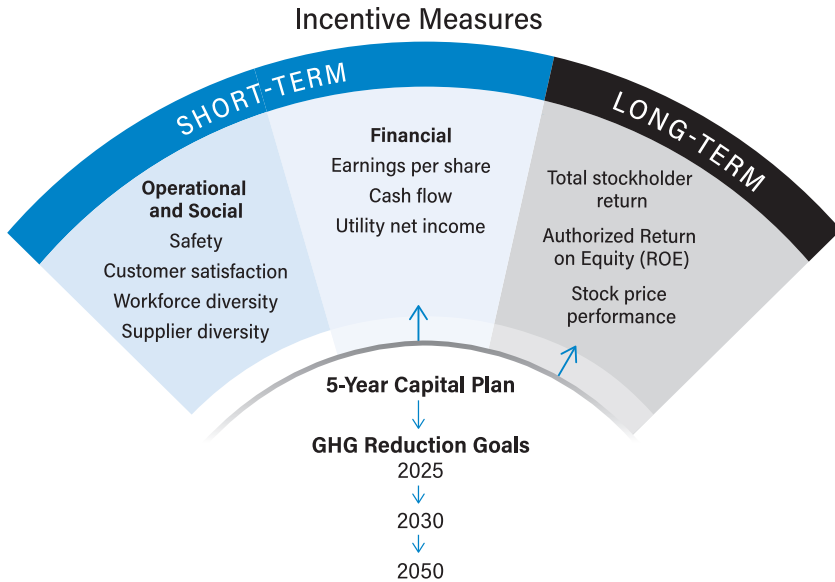 Incentive Measures
SHORT-TERM
LONG-TERM
Operational
and Social
Safety
Customer satisfaction
Workforce diversity
Supplier diversity
Financial
Earnings per share
Cash flow
Utility net income
Total stockholder
return
Authorized Return
on Equity (ROE)
Stock price
performance
5-Year Capital Plan
GHG Reduction Goals
2025
2030
2050